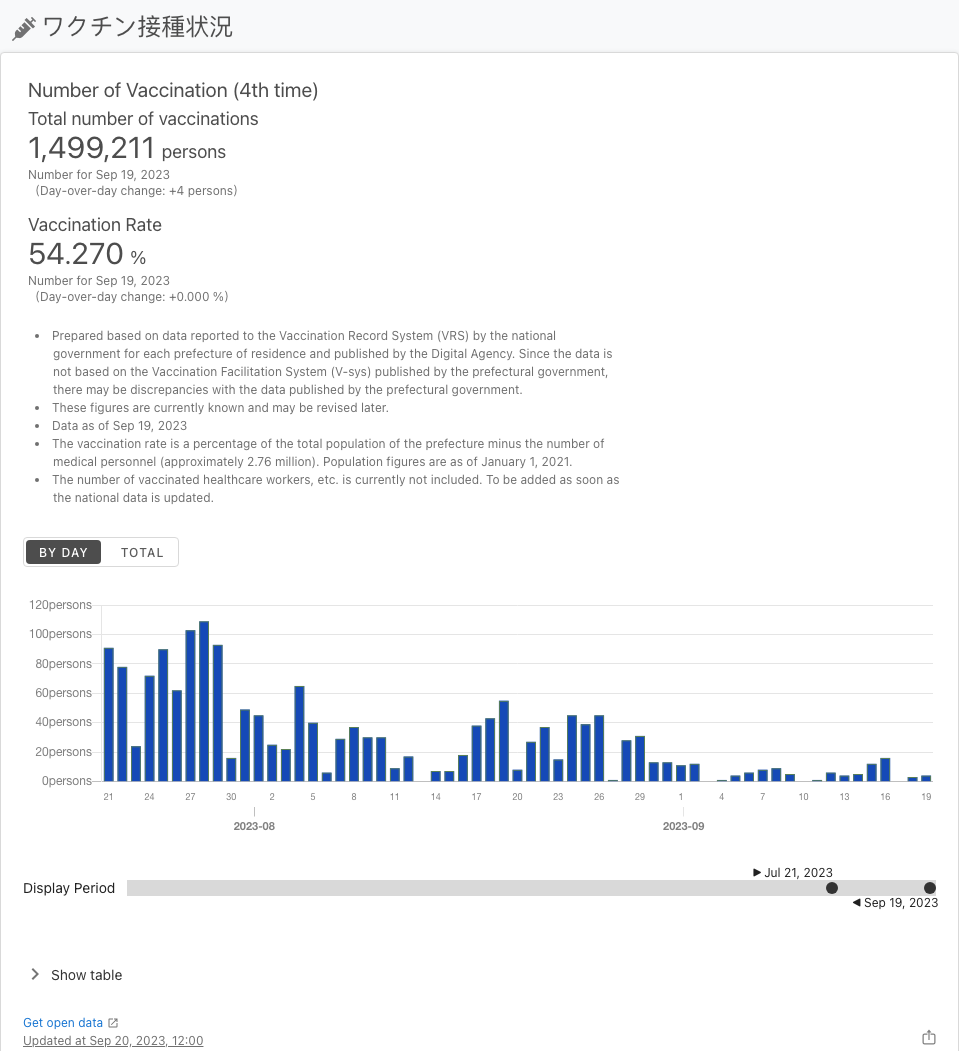 ワクチン接種状況
Number of Vaccination (4th time)
Total number of vaccinations
1,499,211 persons
Number for Sep 19, 2023
(Day-over-day change: +4 persons)
Vaccination Rate
54.270 %
Number for Sep 19, 2023
(Day-over-day change: +0.000 %)
• Prepared based on data reported to the Vaccination Record System (VRS) by the national
government for each prefecture of residence and published by the Digital Agency. Since the data is
not based on the Vaccination Facilitation System (V-sys) published by the prefectural government,
there may be discrepancies with the data published by the prefectural government.
• These figures are currently known and may be revised later.
• Data as of Sep 19, 2023
• The vaccination rate is a percentage of the total population of the prefecture minus the number of
medical personnel (approximately 2.76 million). Population figures are as of January 1, 2021.
• The number of vaccinated healthcare workers, etc. is currently not included. To be added as soon as
the national data is updated.
BY DAY TOTAL
120persons
100persons
80persons
60persons
40persons
20persons
0persons
21 24 27 30 2 5 8 11 14 17 20 23 26 29 1 4 7 10 13 16 19
2023-08 2023-09
Jul 21, 2023
Display Period
Sep 19, 2023
Show table
Get open data
Updated at Sep 20, 2023, 12:00